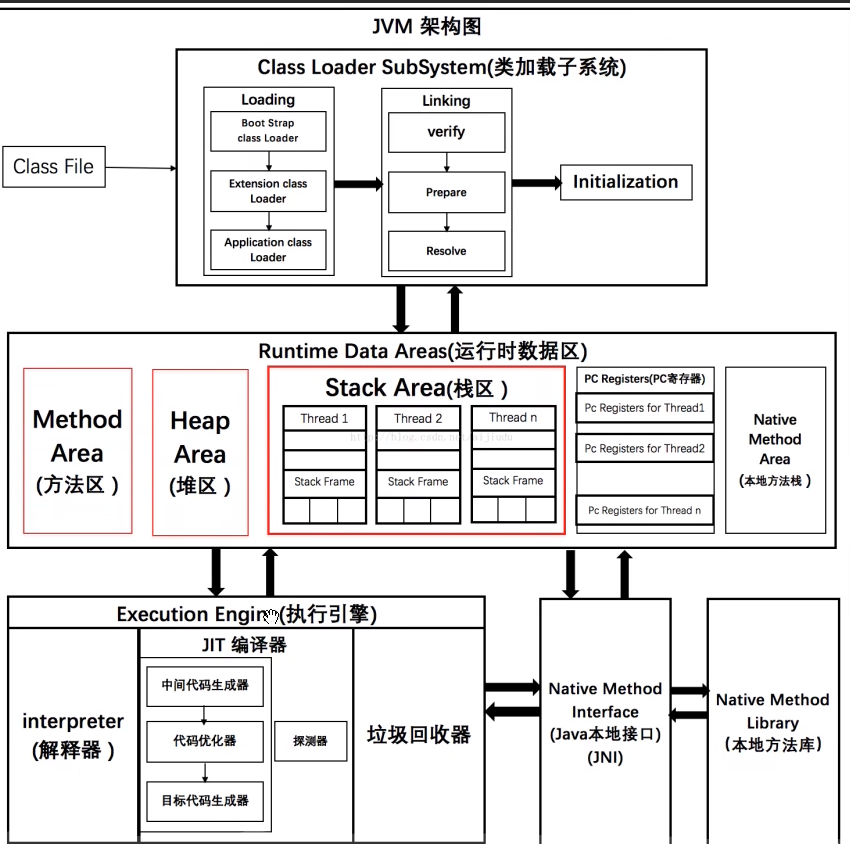 JVM 架构图
Class Loader SubSystem(类加载子系统)
Class File
Loading
Boot Strap
class Loader
Extension class
Loader
Application class
Loader
Linking
verify
Prepare
Resolve
Initialization
Runtime Data Areas(运行时数据区)
Method
Area
(方法区 )
Heap
Area
(堆区 )
Stack Area(栈区 )
Thread 1
Stack Frame
Thread 2
Stack Frame
Thread n
Stack Frame
PC Registers(PC寄存器)
Pc Registers for Thread1
Pc Registers for Thread2
Pc Registers for Thread n
Native
Method
Area
(本地方法栈 )
Execution Engin (执行引擎)
interpreter
(解释器 )
JIT 编译器
中间代码生成器
代码优化器
目标代码生成器
探测器
垃圾回收器
Native Method
Interface
(Java本地接口)
(JNI)
Native Method
Library
(本地方法库)